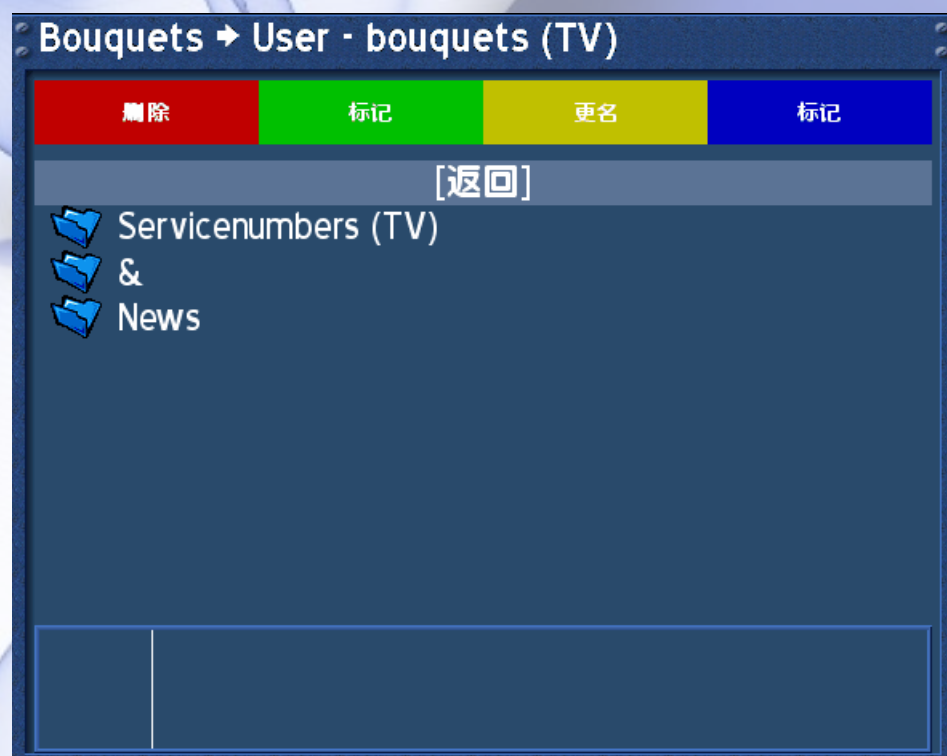 Bouquets ➔ User - bouquets (TV)
删除 标记 更名 标记
[返回]
Servicenumbers (TV)
&
News